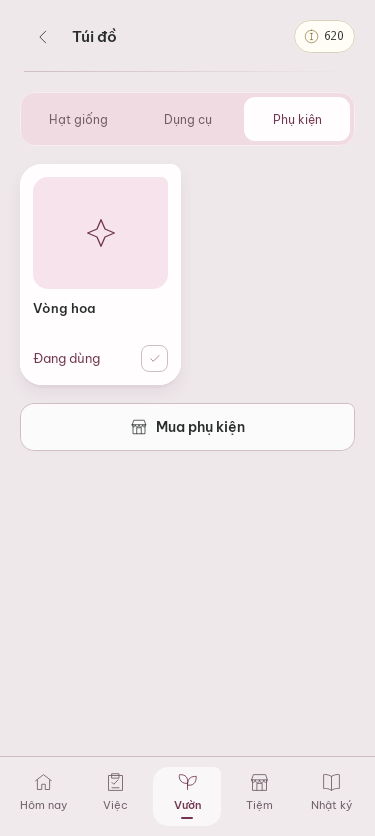 Túi đồ
620
Hạt giống
Dụng cụ
Phụ kiện
Vòng hoa
Đang dùng
Mua phụ kiện
Hôm nay
Việc
Vườn
Tiệm
Nhật ký